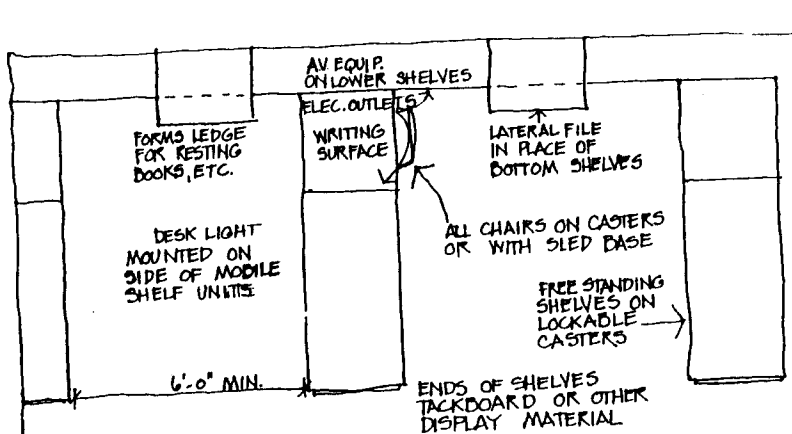 AV EQUIP.
ON LOWER SHELVES
ELEC. OUTLETS
WRITING
SURFACE
FORMS LEDGE
FOR RESTING
BOOKS, ETC.
LATERAL FILE
IN PLACE OF
BOTTOM SHELVES
DESK LIGHT
MOUNTED ON
SIDE OF MOBILE
SHELF UNITS
ALL CHAIRS ON CASTERS
OR WITH SLED BASE
FREE STANDING
SHELVES ON
LOCKABLE
CASTERS
6'-0" MIN.
ENDS OF SHELVES
TACKBOARD OR OTHER
DISPLAY MATERIAL